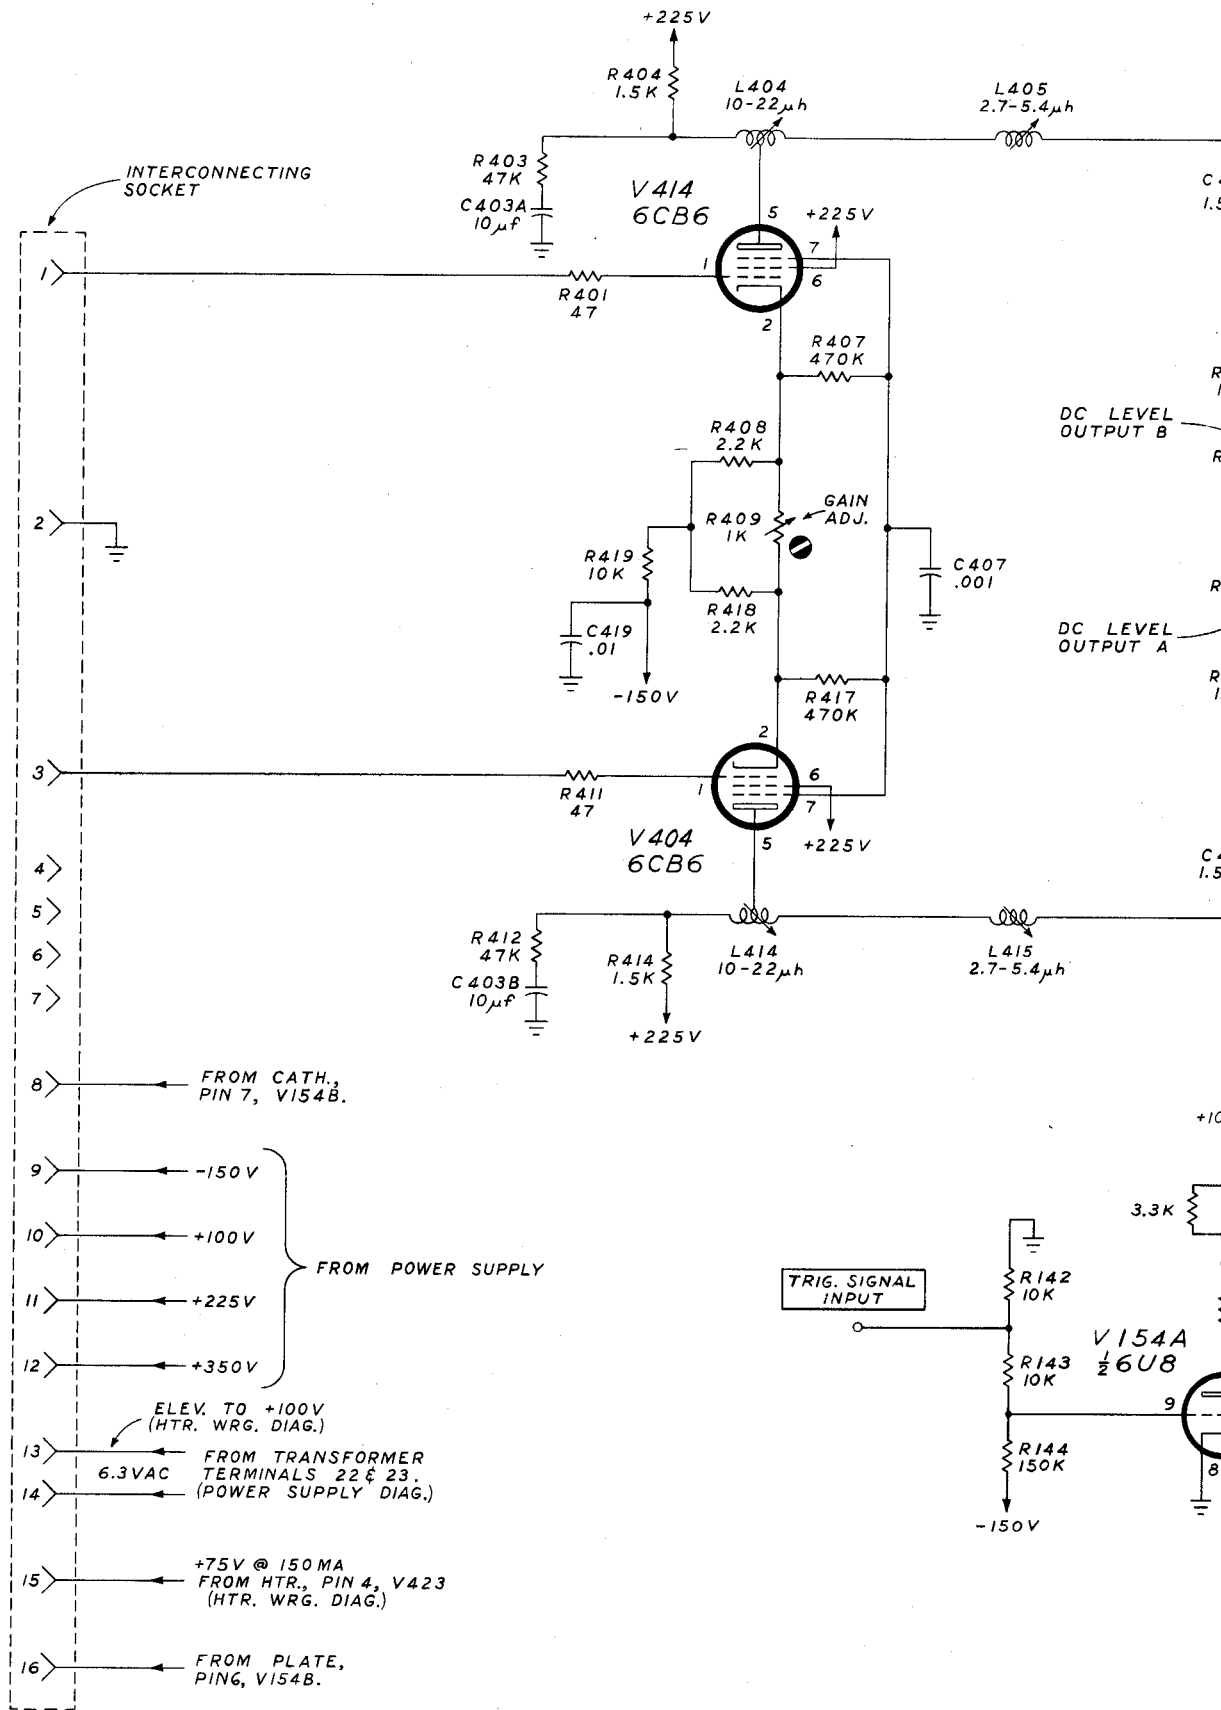 +225V
R404
1.5K
L404
10-22μh
L405
2.7-5.4μh
INTERCONNECTING
SOCKET
R403
47K
C403A
10μf
V414
6CB6
5
+225V
7
6
1
2
1
R401
47
R407
470K
R408
2.2K
DC LEVEL
OUTPUT B
2
R409
1K
GAIN
ADJ.
R419
10K
C407
.001
R418
2.2K
C419
.01
-150V
DC LEVEL
OUTPUT A
R417
470K
2
3
R411
47
1
6
7
V404
6CB6
5
+225V
4
5
6
7
R412
47K
C403B
10μf
R414
1.5K
+225V
L414
10-22μh
L415
2.7-5.4μh
8
FROM CATH.,
PIN 7, V154B.
9
-150V
10
+100V
FROM POWER SUPPLY
11
+225V
12
+350V
3.3K
TRIG. SIGNAL
INPUT
R142
10K
R143
10K
V154A
½6U8
9
8
R144
150K
-150V
ELEV. TO +100V
(HTR. WRG. DIAG.)
13
6.3VAC
14
FROM TRANSFORMER
TERMINALS 22 & 23.
(POWER SUPPLY DIAG.)
15
+75V @ 150MA
FROM HTR., PIN 4, V423
(HTR. WRG. DIAG.)
16
FROM PLATE,
PIN6, V154B.